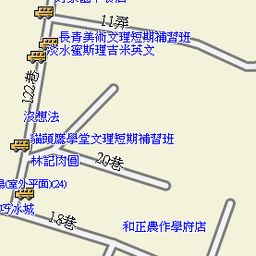 11弄
長青美術文理短期補習班
淡水蜜斯理吉米英文
122巷
沒想法
貓頭鷹學堂文理短期補習班
林記肉圓
20巷
(室外平面)(24)
巧冰城
18巷
和正農作學府店